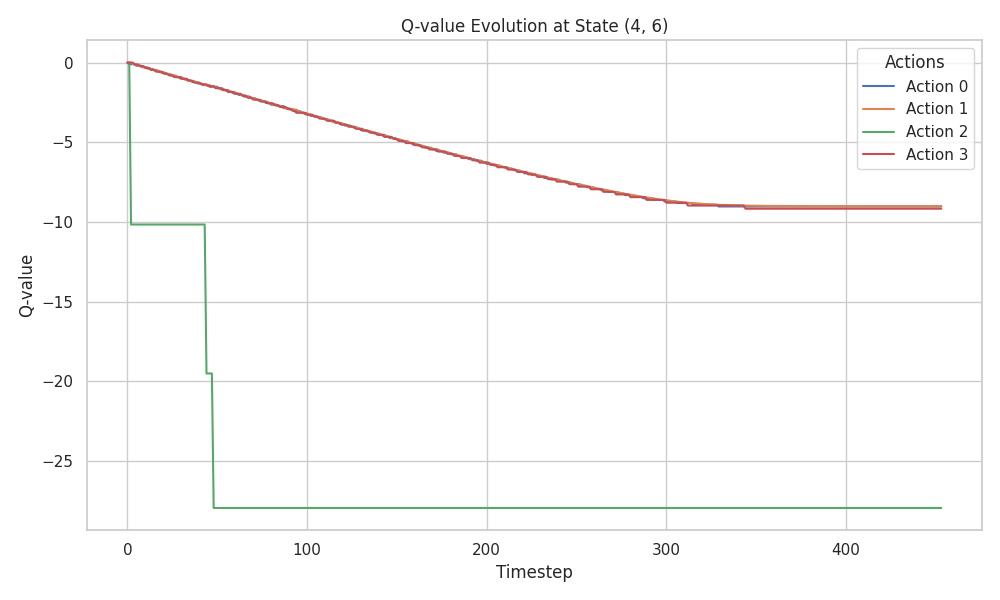 Q-value Evolution at State (4, 6)
Actions
Action 0
Action 1
Action 2
Action 3
0
−5
−10
−15
−20
−25
Q-value
0 100 200 300 400
Timestep